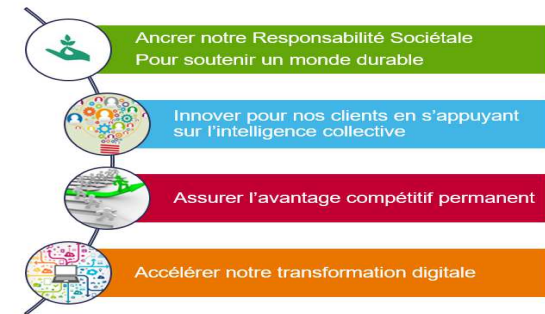 Ancrer notre Responsabilité Sociétale
Pour soutenir un monde durable
Innover pour nos clients en s’appuyant
sur l’intelligence collective
Assurer l’avantage compétitif permanent
Accélérer notre transformation digitale